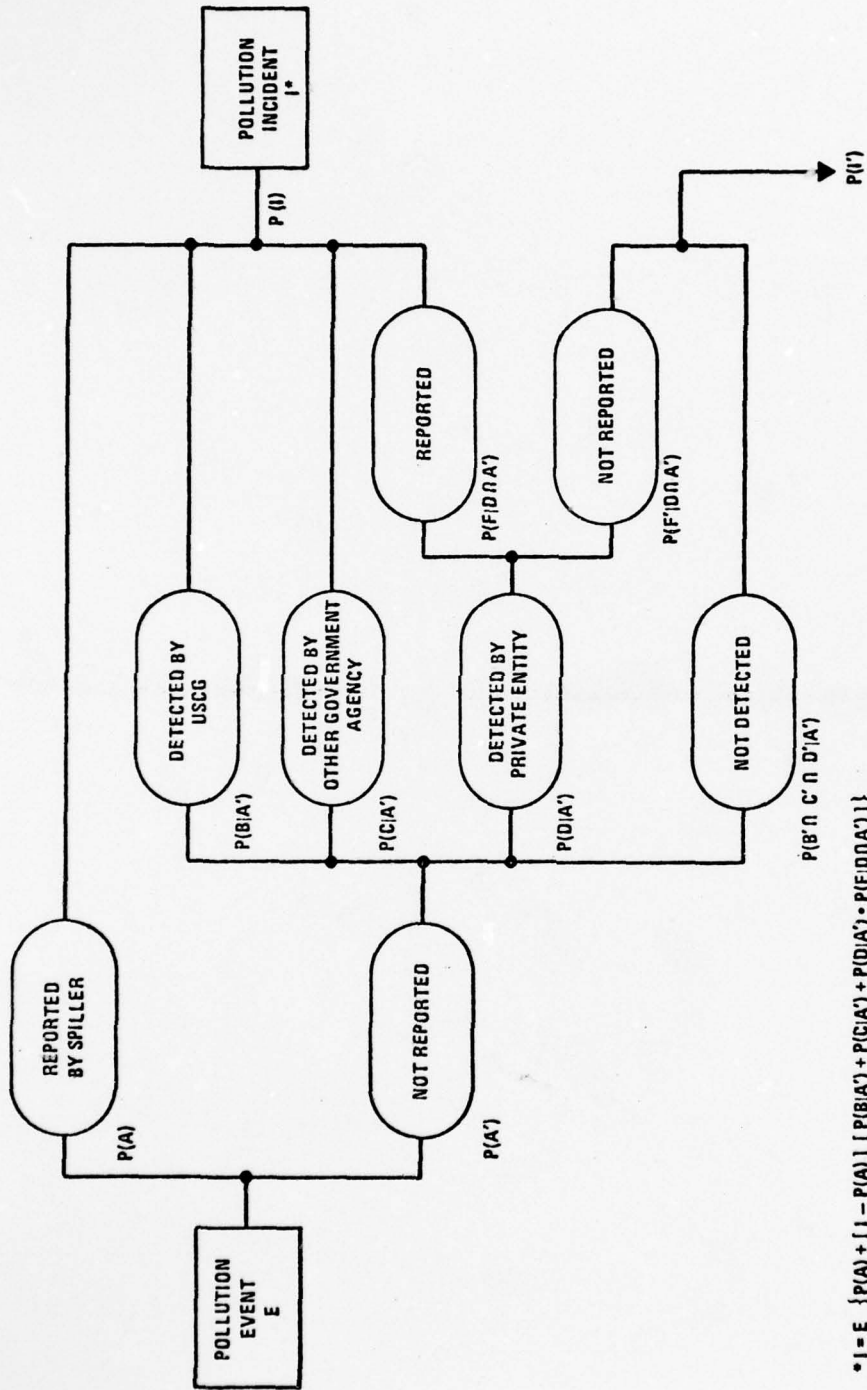 POLLUTION
EVENT
E
REPORTED
BY SPILLER
P(A)
NOT REPORTED
P(A')
DETECTED BY
USCG
P(B|A')
DETECTED BY
OTHER GOVERNMENT
AGENCY
P(C|A')
DETECTED BY
PRIVATE ENTITY
P(D|A')
NOT DETECTED
P(B' ∩ C' ∩ D'|A')
REPORTED
P(F|D ∩ A')
NOT REPORTED
P(F'|D ∩ A')
POLLUTION
INCIDENT
I*
P (I)
P(I')
*I = E {P(A) + [1 – P(A)] [P(B|A') + P(C|A') + P(D|A') • P(F|D∩A')]}